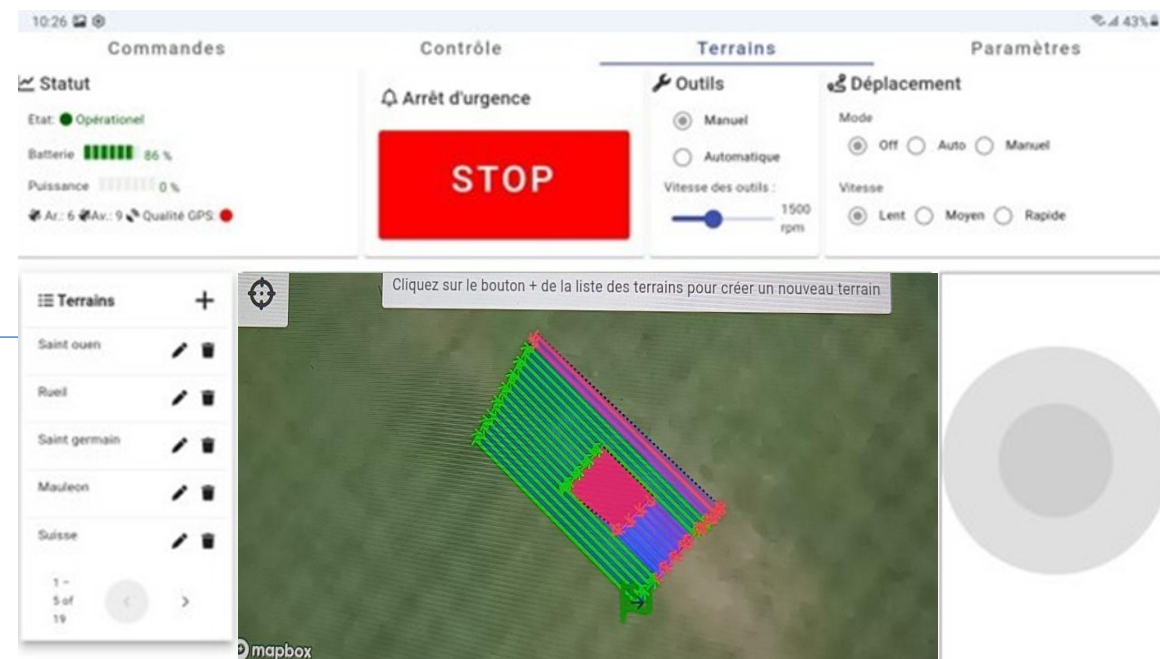 10:26
43%
Commandes
Contrôle
Terrains
Paramètres
Statut
Etat: Opérationel
Batterie 86 %
Puissance 0 %
Ar.: 6 Av.: 9 Qualité GPS:
Arrêt d'urgence
STOP
Outils
Manuel
Automatique
Vitesse des outils :
1500
rpm
Déplacement
Mode
Off Auto Manuel
Vitesse
Lent Moyen Rapide
Terrains +
Saint ouen
Rueil
Saint germain
Mauleon
Suisse
1 –
5 of
19
Cliquez sur le bouton + de la liste des terrains pour créer un nouveau terrain
mapbox